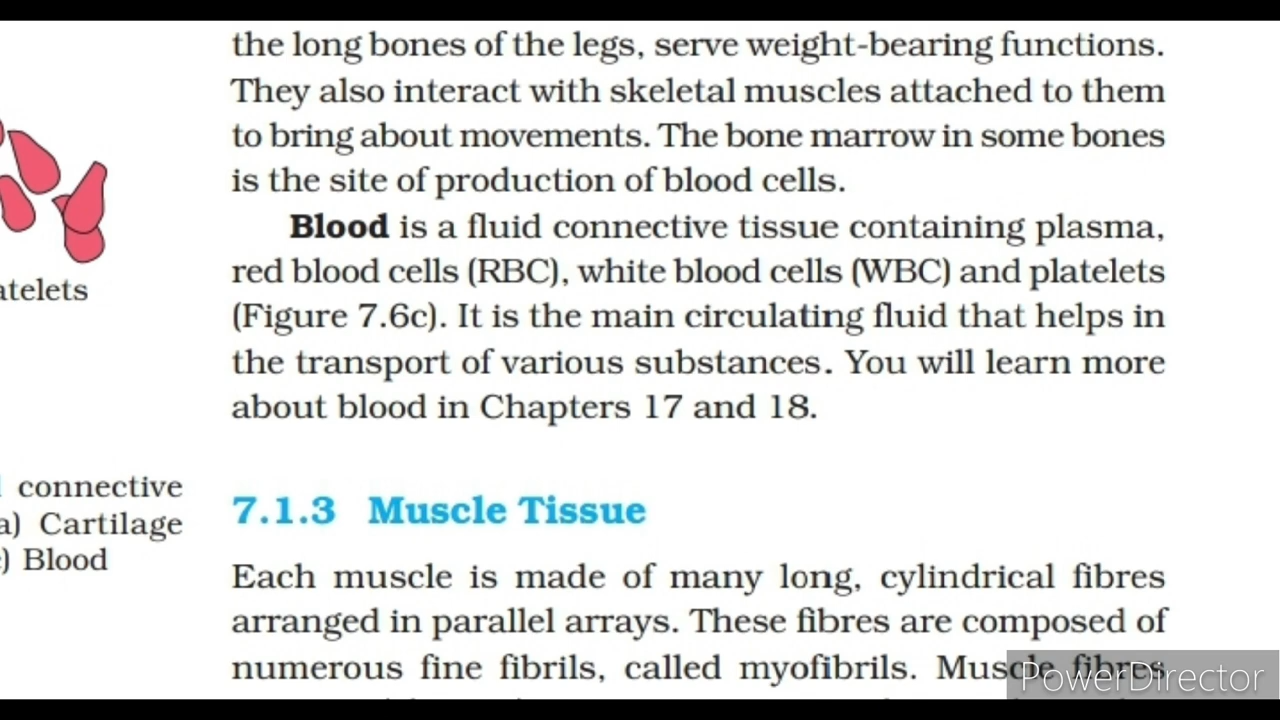 the long bones of the legs, serve weight-bearing functions.
They also interact with skeletal muscles attached to them
to bring about movements. The bone marrow in some bones
is the site of production of blood cells.
Blood is a fluid connective tissue containing plasma,
red blood cells (RBC), white blood cells (WBC) and platelets
(Figure 7.6c). It is the main circulating fluid that helps in
the transport of various substances. You will learn more
about blood in Chapters 17 and 18.
atelets
connective
a) Cartilage
) Blood
7.1.3 Muscle Tissue
Each muscle is made of many long, cylindrical fibres
arranged in parallel arrays. These fibres are composed of
numerous fine fibrils, called myofibrils. Muscle fibres
PowerDirector